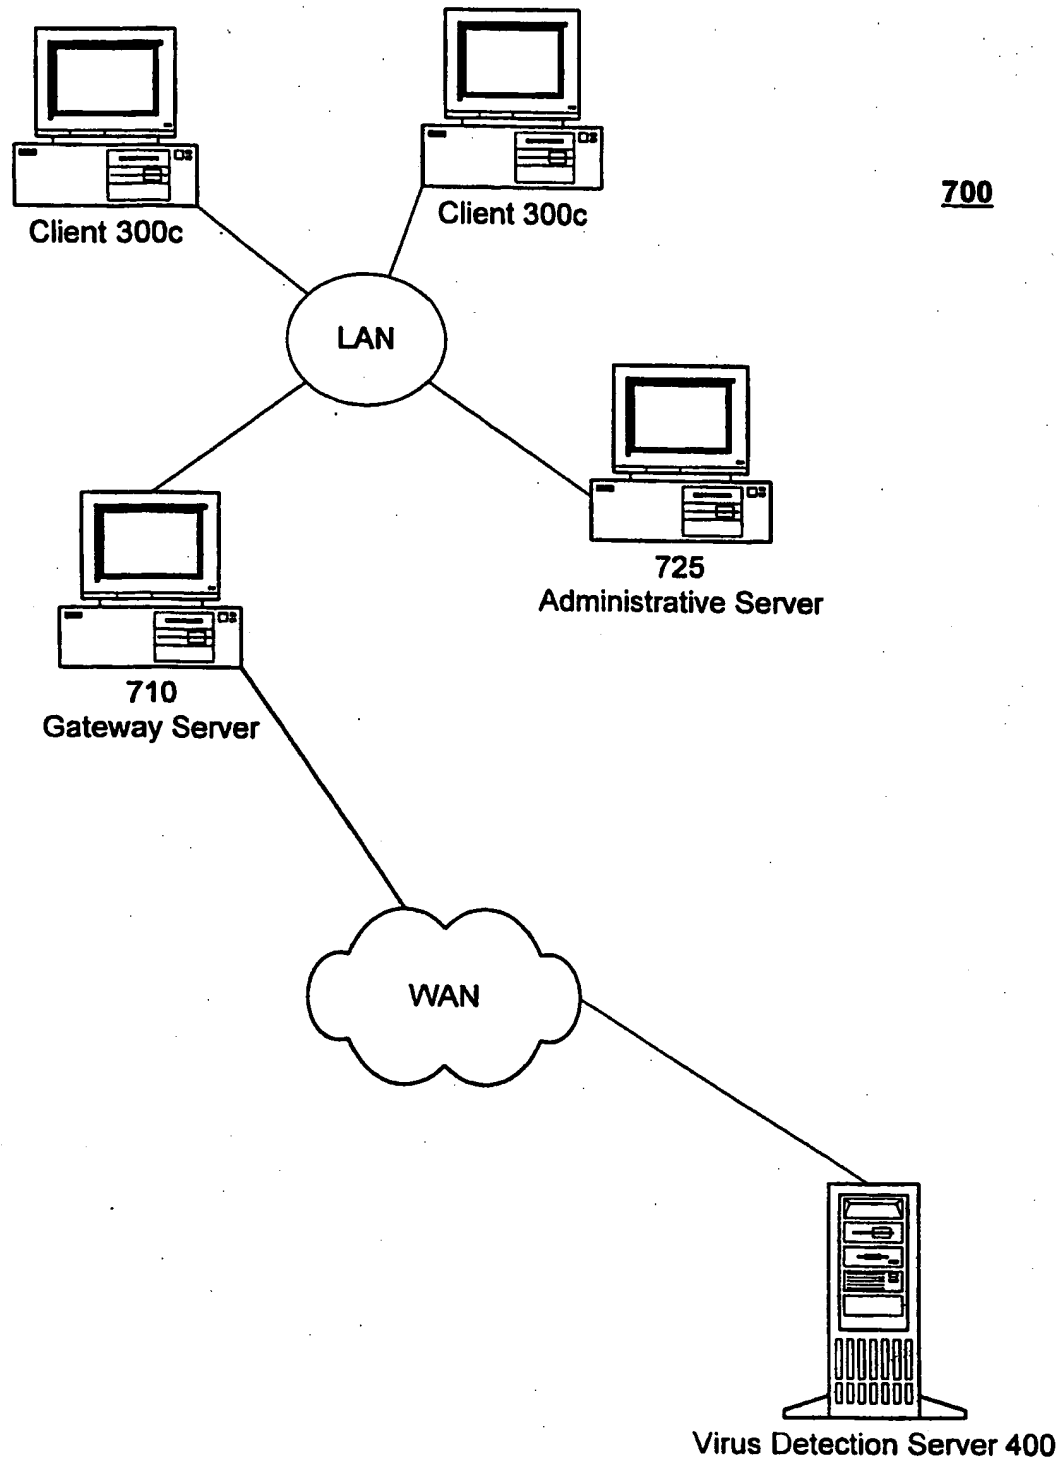 700
Client 300c
Client 300c
LAN
725
Administrative Server
710
Gateway Server
WAN
Virus Detection Server 400